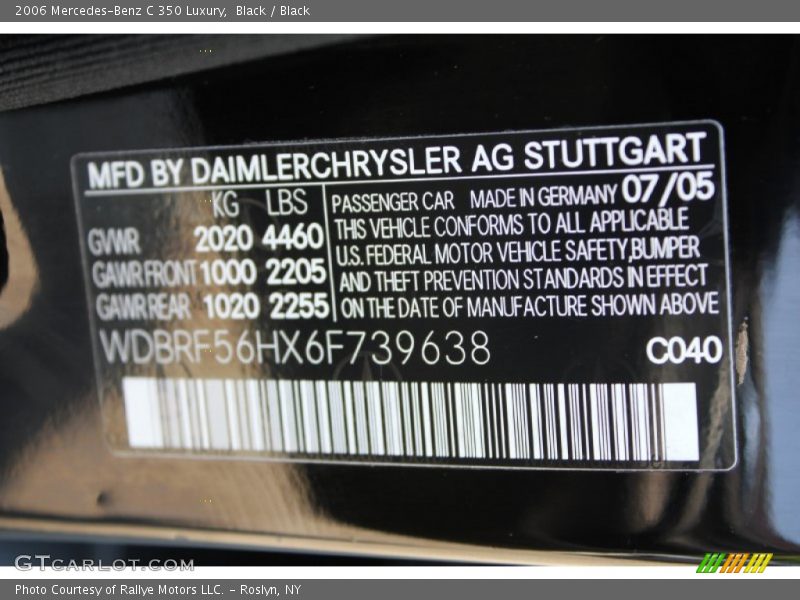 2006 Mercedes-Benz C 350 Luxury, Black / Black
MFD BY DAIMLERCHRYSLER AG STUTTGART
KG LBS
GVWR 2020 4460
GAWR FRONT 1000 2205
GAWR REAR 1020 2255
PASSENGER CAR MADE IN GERMANY 07/05
THIS VEHICLE CONFORMS TO ALL APPLICABLE
U.S. FEDERAL MOTOR VEHICLE SAFETY,BUMPER
AND THEFT PREVENTION STANDARDS IN EFFECT
ON THE DATE OF MANUFACTURE SHOWN ABOVE
WDBRF56HX6F739638 C040
GTCARLOT.COM
Photo Courtesy of Rallye Motors LLC. - Roslyn, NY